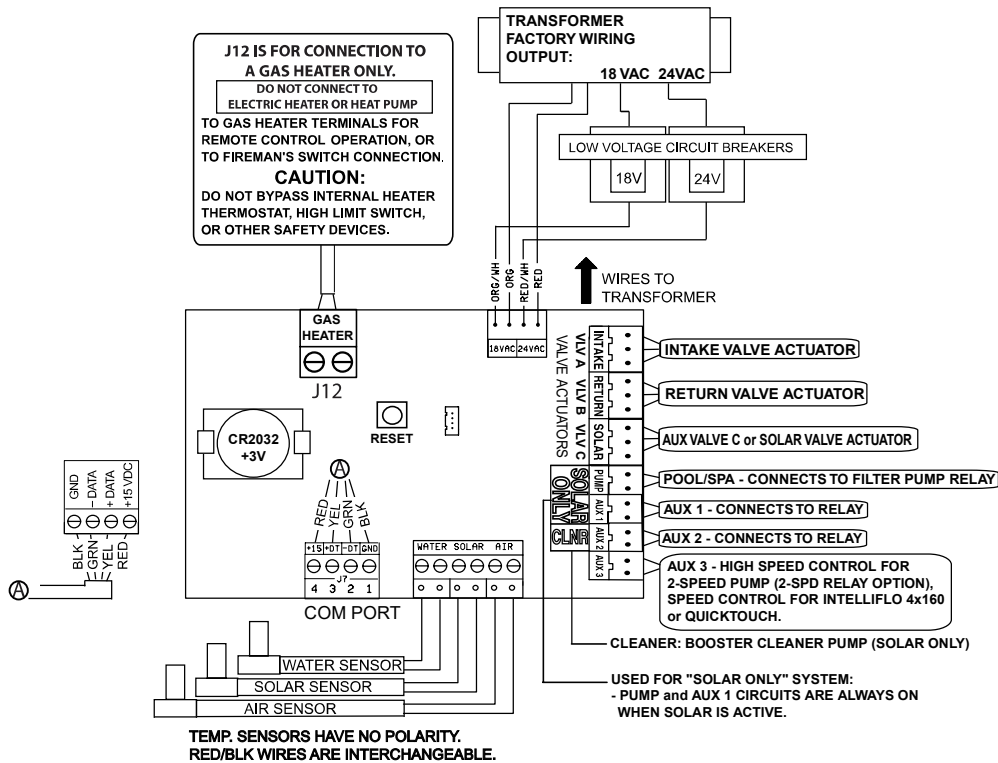 J12 IS FOR CONNECTION TO
A GAS HEATER ONLY.
DO NOT CONNECT TO
ELECTRIC HEATER OR HEAT PUMP
TO GAS HEATER TERMINALS FOR
REMOTE CONTROL OPERATION, OR
TO FIREMAN'S SWITCH CONNECTION.
CAUTION:
DO NOT BYPASS INTERNAL HEATER
THERMOSTAT, HIGH LIMIT SWITCH,
OR OTHER SAFETY DEVICES.
TRANSFORMER
FACTORY WIRING
OUTPUT:
18 VAC 24VAC
LOW VOLTAGE CIRCUIT BREAKERS
18V 24V
ORG/WH
ORG
RED/WH
RED
WIRES TO
TRANSFORMER
18VAC 24VAC
GAS
HEATER
J12
RESET
CR2032
+3V
VALVE ACTUATORS
VLV A VLV B VLV C
INTAKE
RETURN
SOLAR
PUMP
AUX 1
AUX 2
AUX 3
SOLAR
ONLY
CLNR
INTAKE VALVE ACTUATOR
RETURN VALVE ACTUATOR
AUX VALVE C or SOLAR VALVE ACTUATOR
POOL/SPA - CONNECTS TO FILTER PUMP RELAY
AUX 1 - CONNECTS TO RELAY
AUX 2 - CONNECTS TO RELAY
AUX 3 - HIGH SPEED CONTROL FOR
2-SPEED PUMP (2-SPD RELAY OPTION),
SPEED CONTROL FOR INTELLIFLO 4x160
or QUICKTOUCH.
CLEANER: BOOSTER CLEANER PUMP (SOLAR ONLY)
USED FOR "SOLAR ONLY" SYSTEM:
- PUMP and AUX 1 CIRCUITS ARE ALWAYS ON
WHEN SOLAR IS ACTIVE.
GND
- DATA
+ DATA
+15 VDC
BLK
GRN
YEL
RED
A
A
RED
YEL
GRN
BLK
+15 +DT -DT GND
J7
4 3 2 1
COM PORT
WATER SOLAR AIR
WATER SENSOR
SOLAR SENSOR
AIR SENSOR
TEMP. SENSORS HAVE NO POLARITY.
RED/BLK WIRES ARE INTERCHANGEABLE.